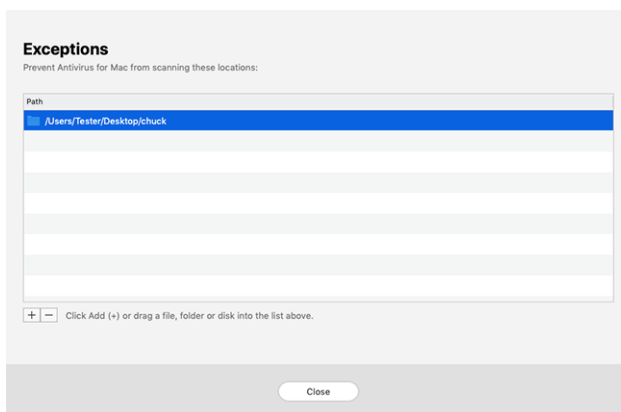 Exceptions
Prevent Antivirus for Mac from scanning these locations:
Path
/Users/Tester/Desktop/chuck
+ − Click Add (+) or drag a file, folder or disk into the list above.
Close